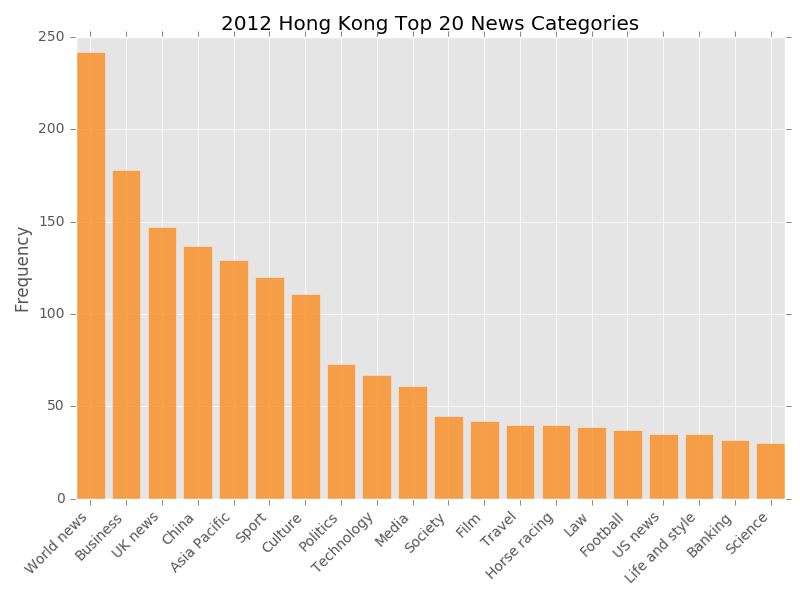 2012 Hong Kong Top 20 News Categories
250
200
150
100
50
0
Frequency
World news
Business
UK news
China
Asia Pacific
Sport
Culture
Politics
Technology
Media
Society
Film
Travel
Horse racing
Law
Football
US news
Life and style
Banking
Science